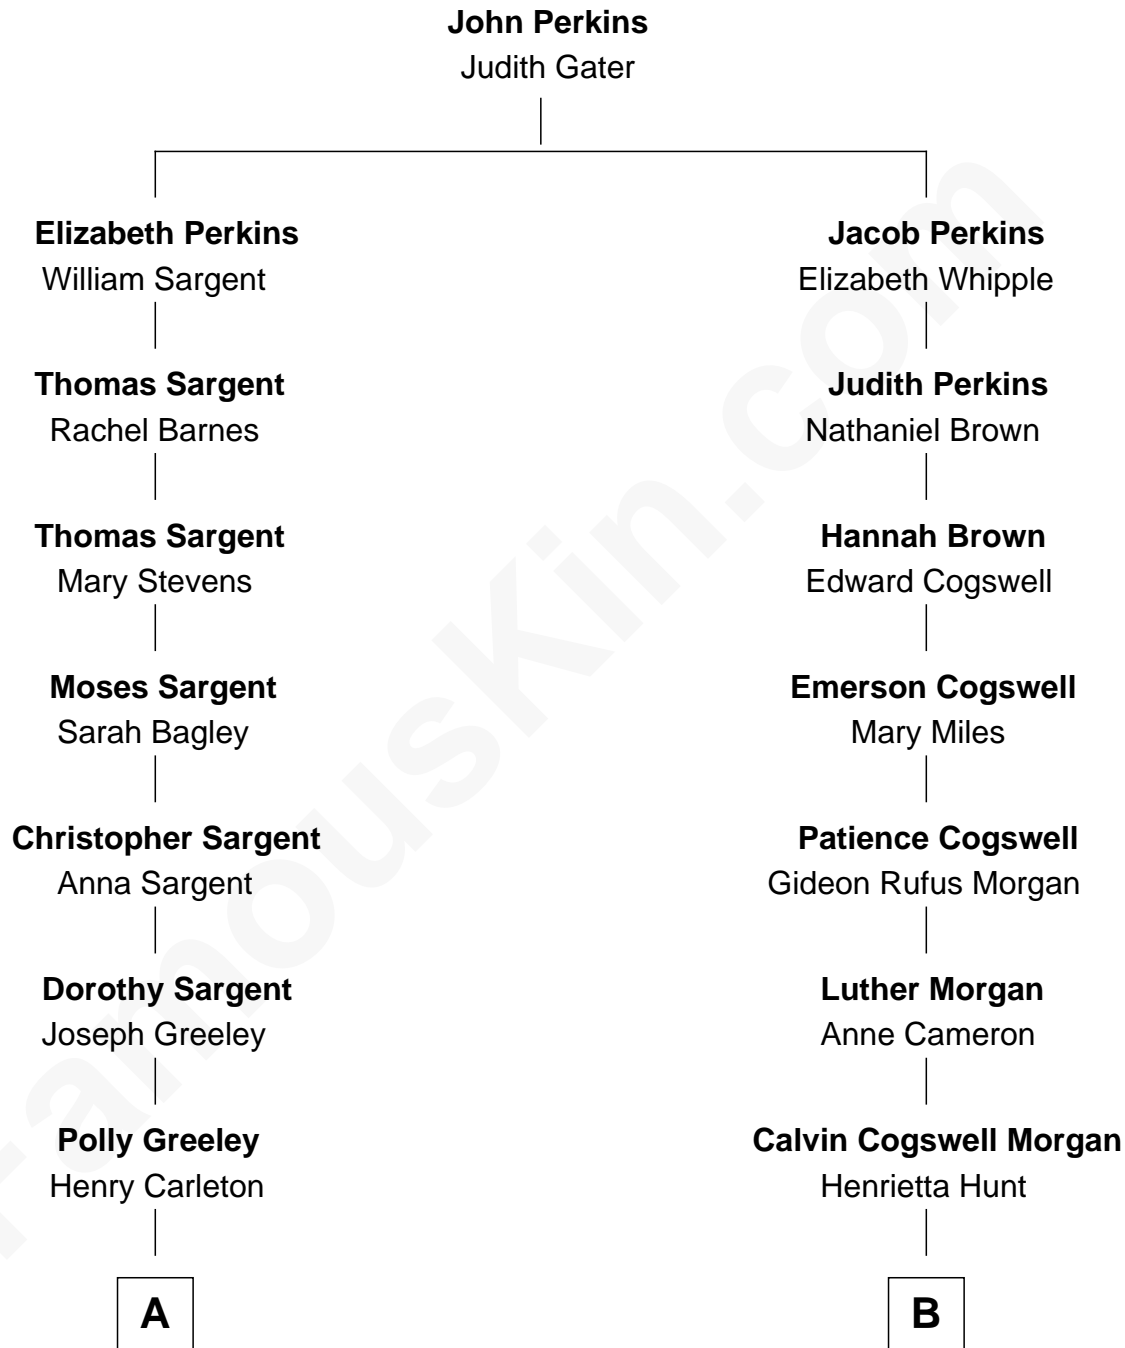 John Perkins
Judith Gater
Elizabeth Perkins
William Sargent
Jacob Perkins
Elizabeth Whipple
Thomas Sargent
Rachel Barnes
Judith Perkins
Nathaniel Brown
Thomas Sargent
Mary Stevens
Hannah Brown
Edward Cogswell
Moses Sargent
Sarah Bagley
Emerson Cogswell
Mary Miles
Christopher Sargent
Anna Sargent
Patience Cogswell
Gideon Rufus Morgan
Dorothy Sargent
Joseph Greeley
Luther Morgan
Anne Cameron
Polly Greeley
Henry Carleton
Calvin Cogswell Morgan
Henrietta Hunt
A
B
FamousKin.com